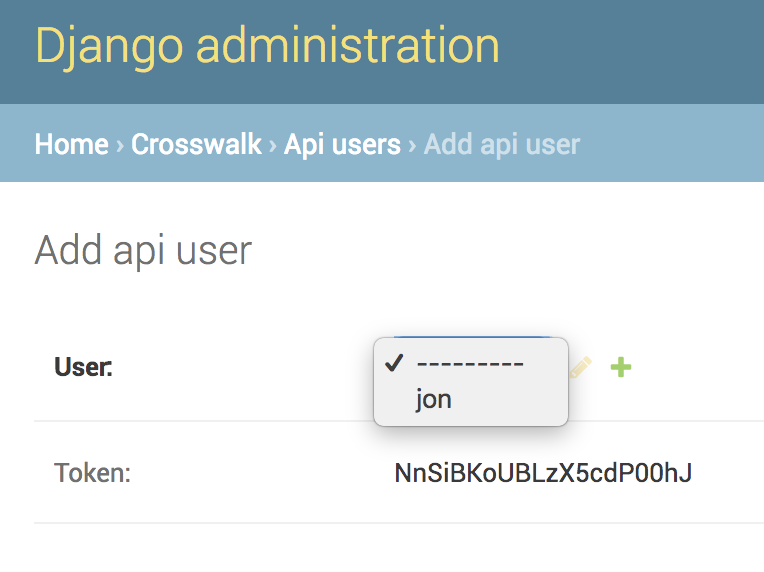 Django administration
Home › Crosswalk › Api users › Add api user
Add api user
User:
✓ ---------
jon
Token:
NnSiBKoUBLzX5cdP00hJ